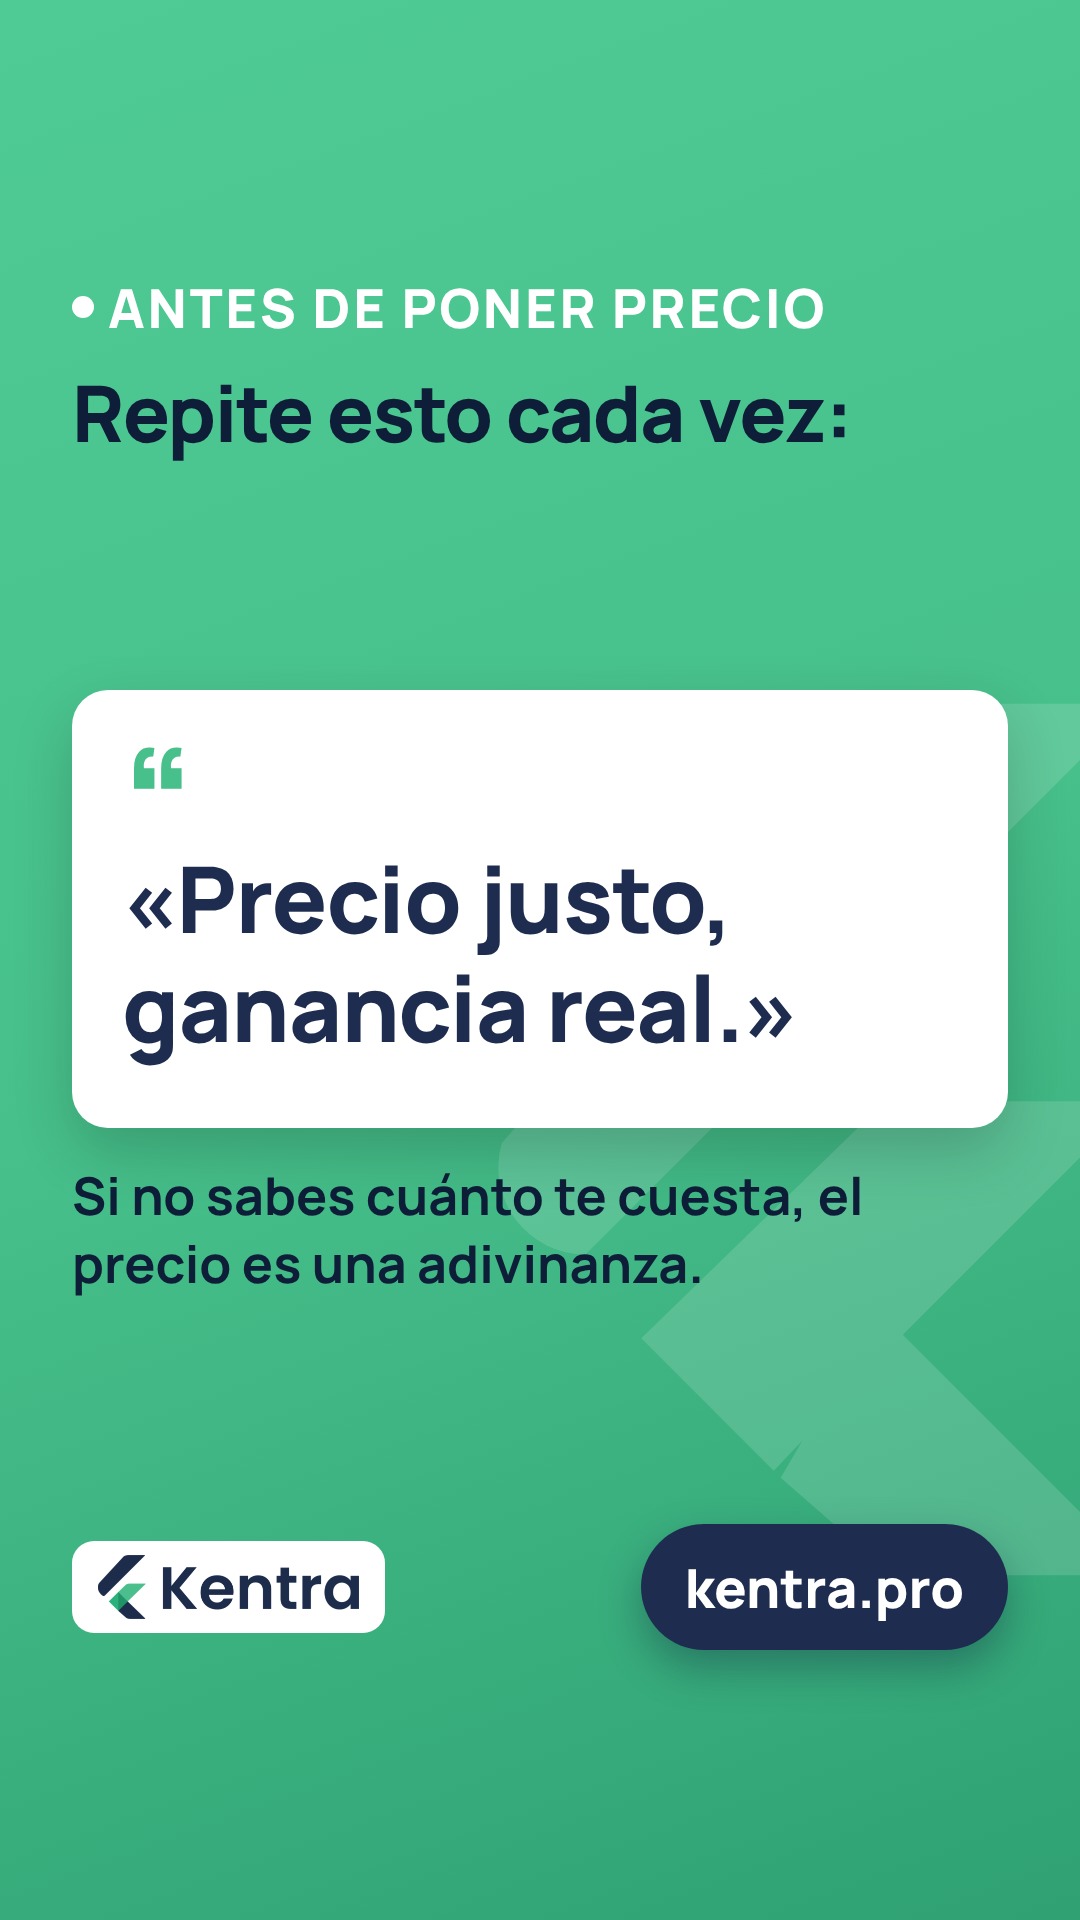 • ANTES DE PONER PRECIO
Repite esto cada vez:
“
«Precio justo,
ganancia real.»
Si no sabes cuánto te cuesta, el
precio es una adivinanza.
Kentra
kentra.pro